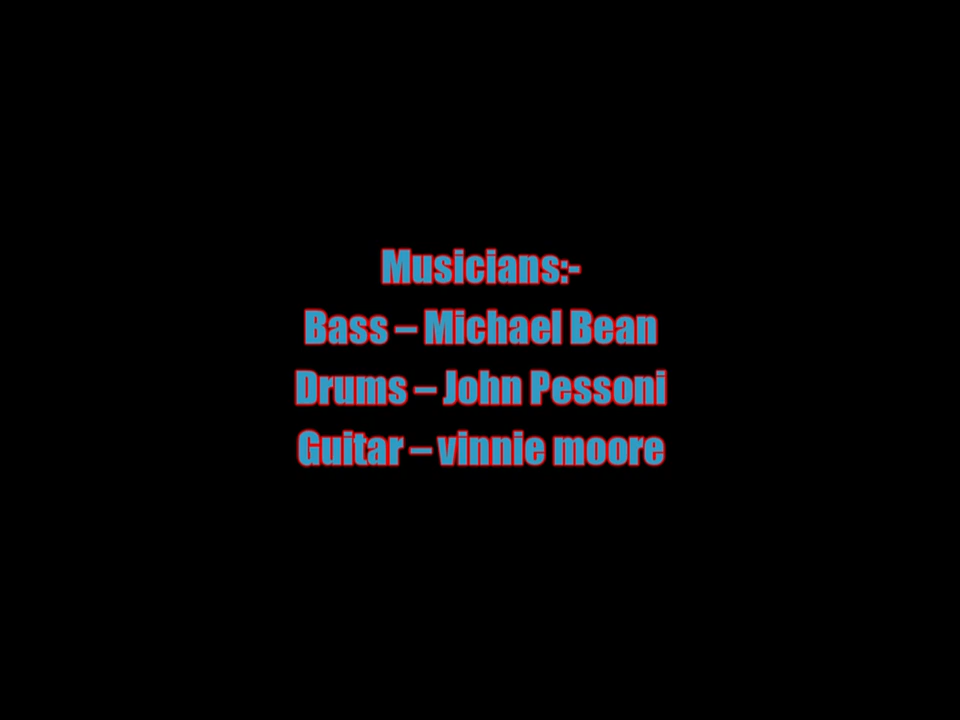 Musicians:-
Bass – Michael Bean
Drums – John Pessoni
Guitar – vinnie moore